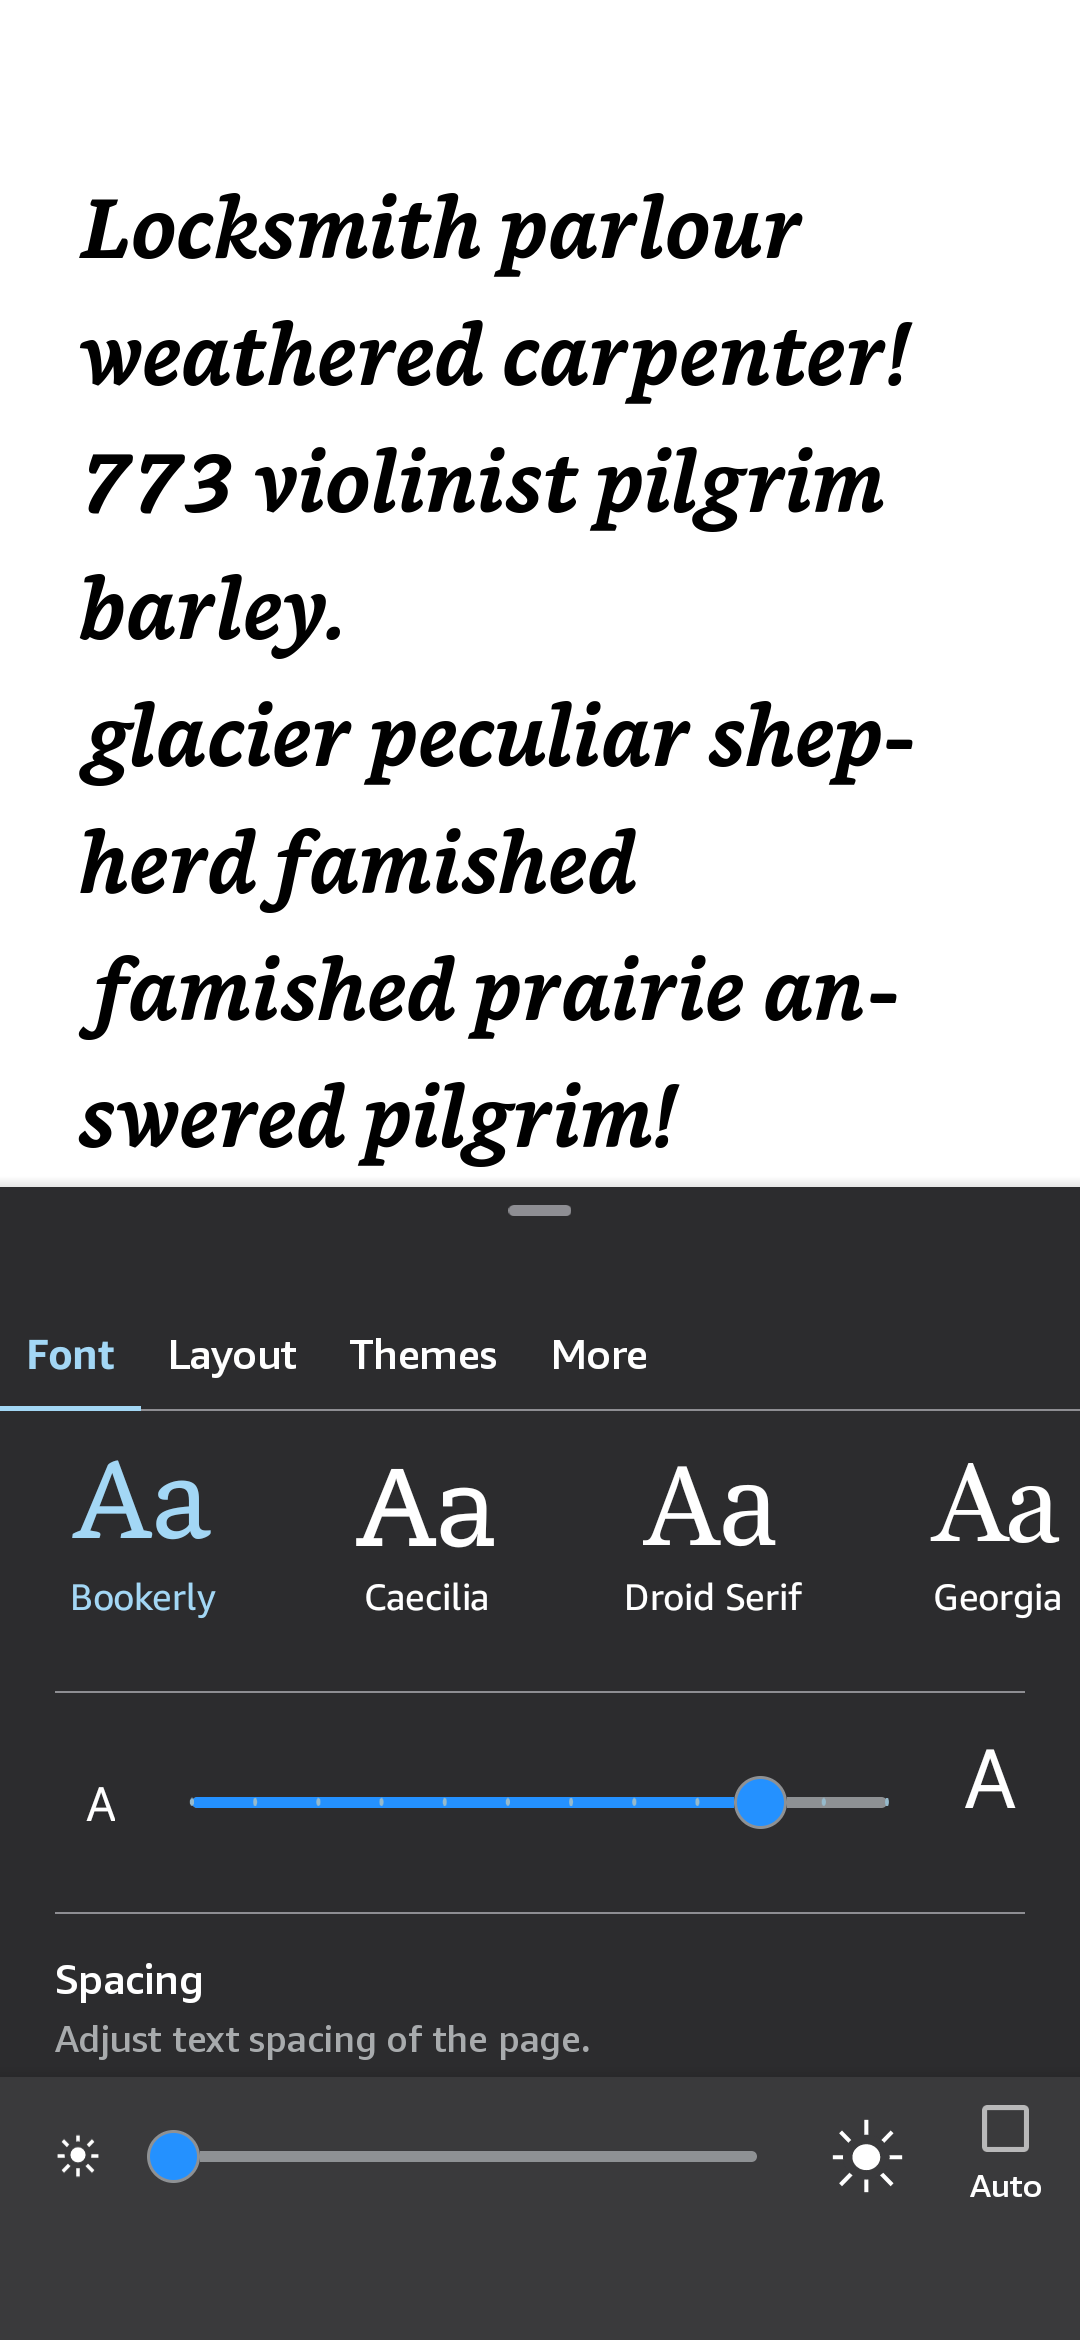 Locksmith parlour
weathered carpenter!
773 violinist pilgrim
barley.
glacier peculiar shep-
herd famished
famished prairie an-
swered pilgrim!
Font Layout Themes More
Aa Aa Aa Aa
Bookerly Caecilia Droid Serif Georgia
A A
Spacing
Adjust text spacing of the page.
Auto